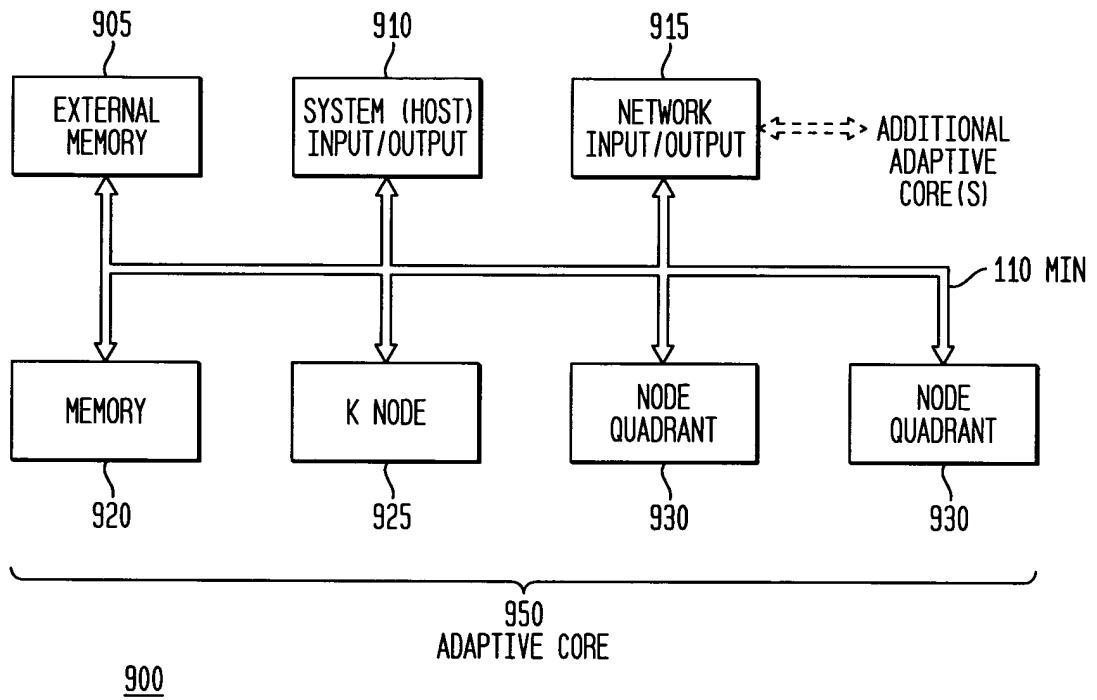 905
910
915
EXTERNAL
MEMORY
SYSTEM (HOST)
INPUT/OUTPUT
NETWORK
INPUT/OUTPUT
ADDITIONAL
ADAPTIVE
CORE(S)
110 MIN
MEMORY
K NODE
NODE
QUADRANT
NODE
QUADRANT
920
925
930
930
950
ADAPTIVE CORE
900